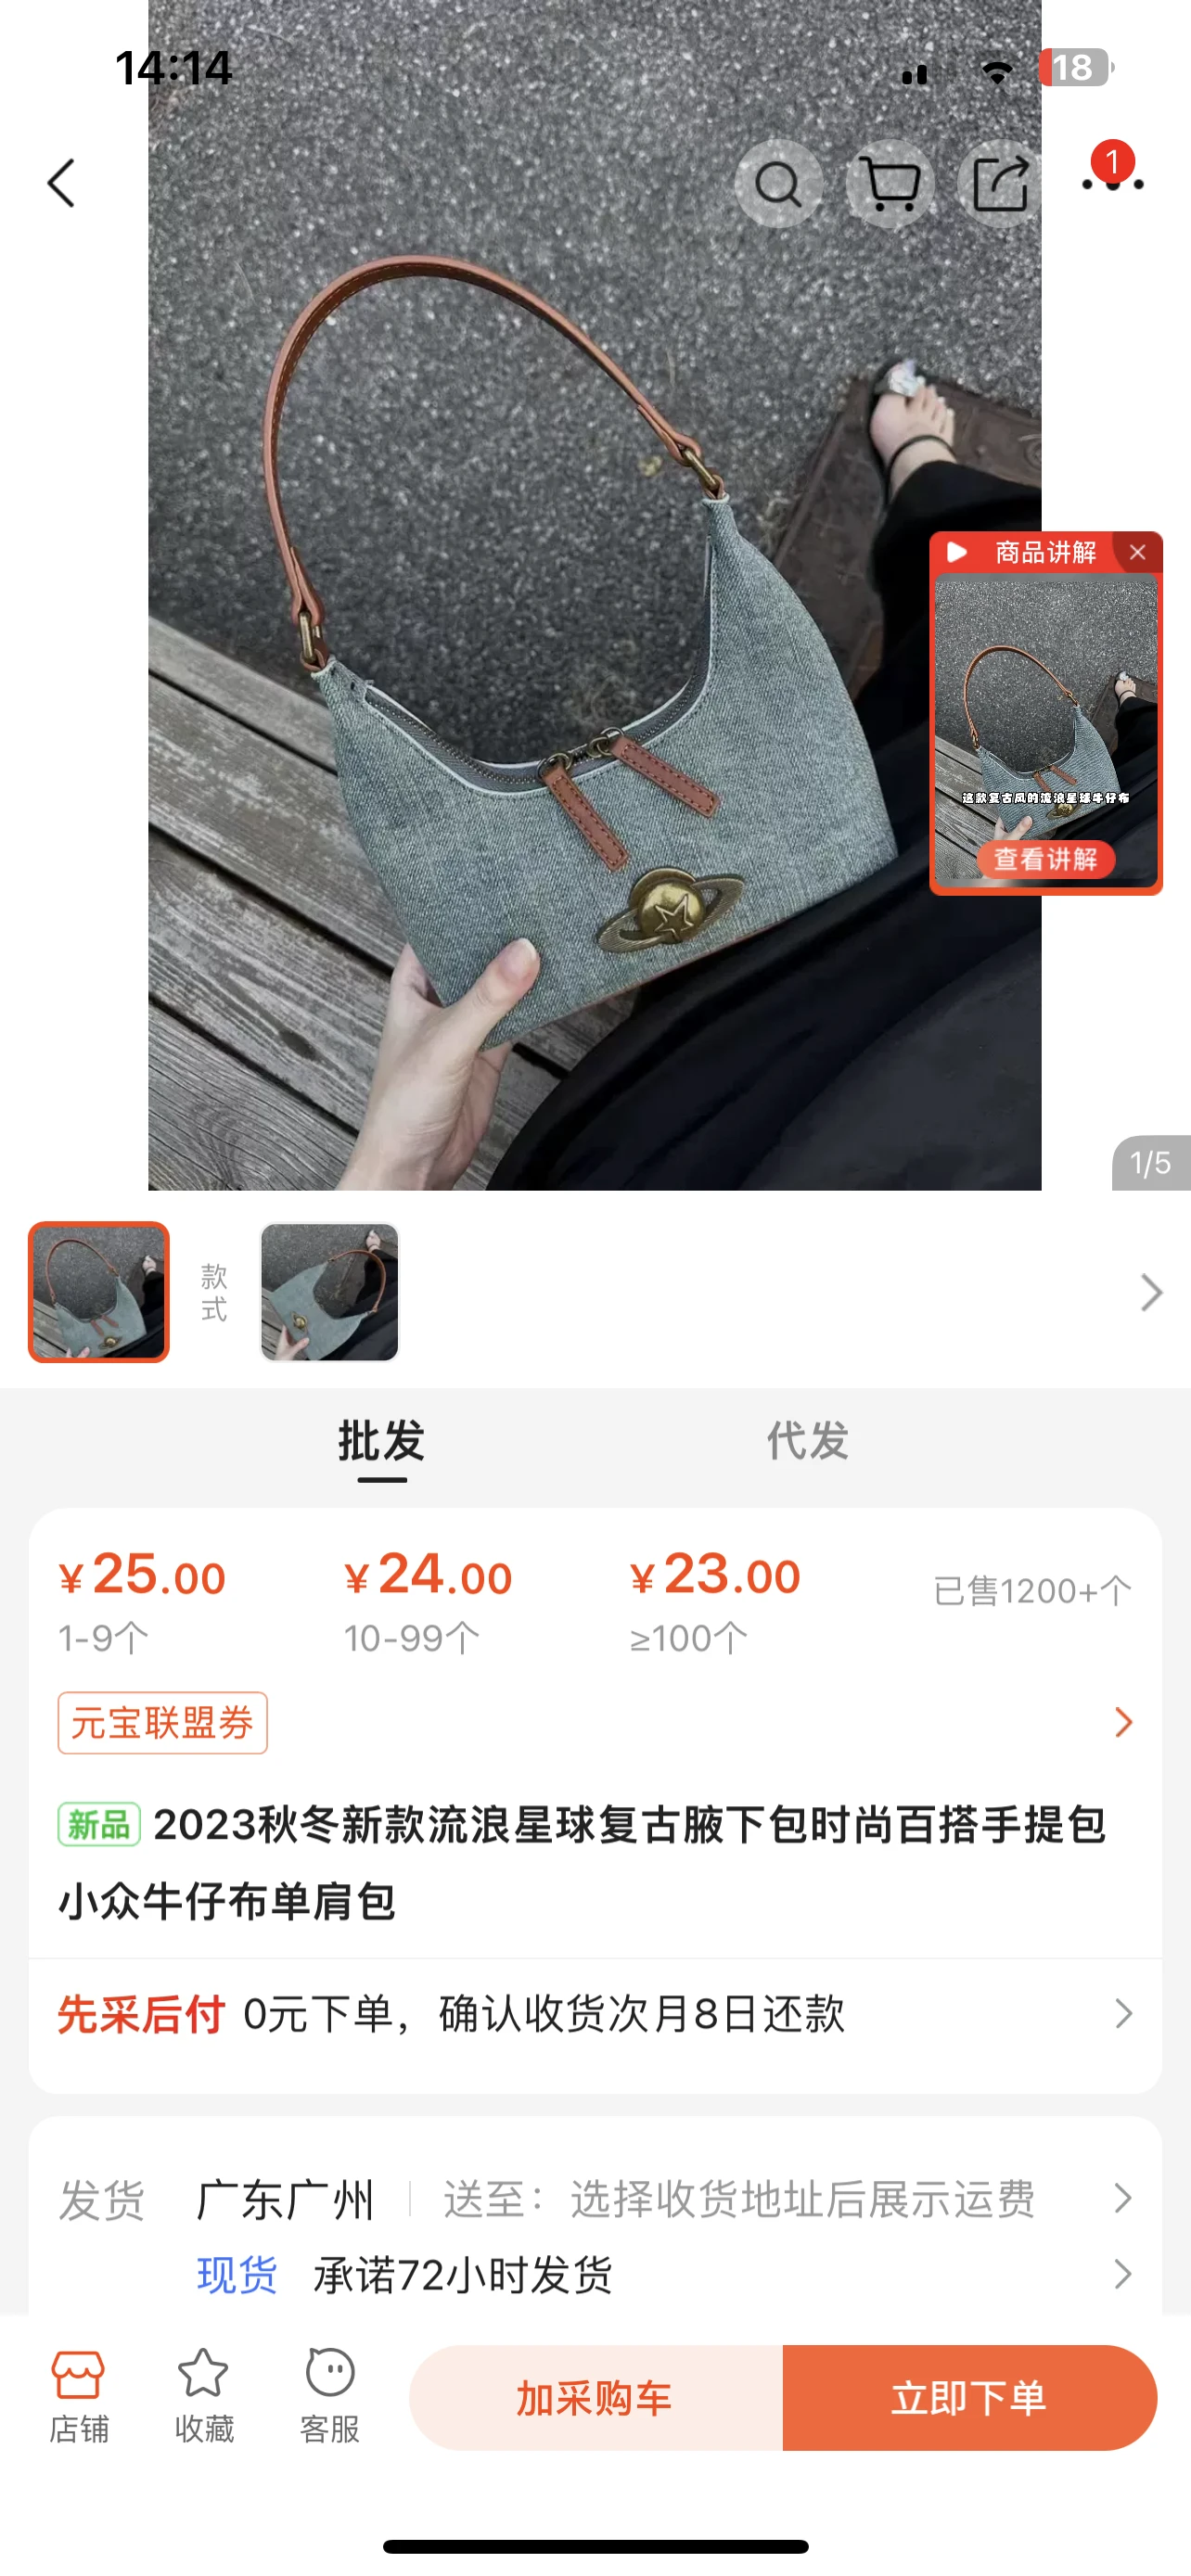 14:14
18
1
商品讲解
这款复古风的流浪星球牛仔布
查看讲解
1/5
款式
批发
代发
¥25.00
¥24.00
¥23.00
已售1200+个
1-9个
10-99个
≥100个
元宝联盟券
新品 2023秋冬新款流浪星球复古腋下包时尚百搭手提包
小众牛仔布单肩包
先采后付 0元下单，确认收货次月8日还款
发货 广东广州 送至：选择收货地址后展示运费
现货 承诺72小时发货
店铺
收藏
客服
加采购车
立即下单